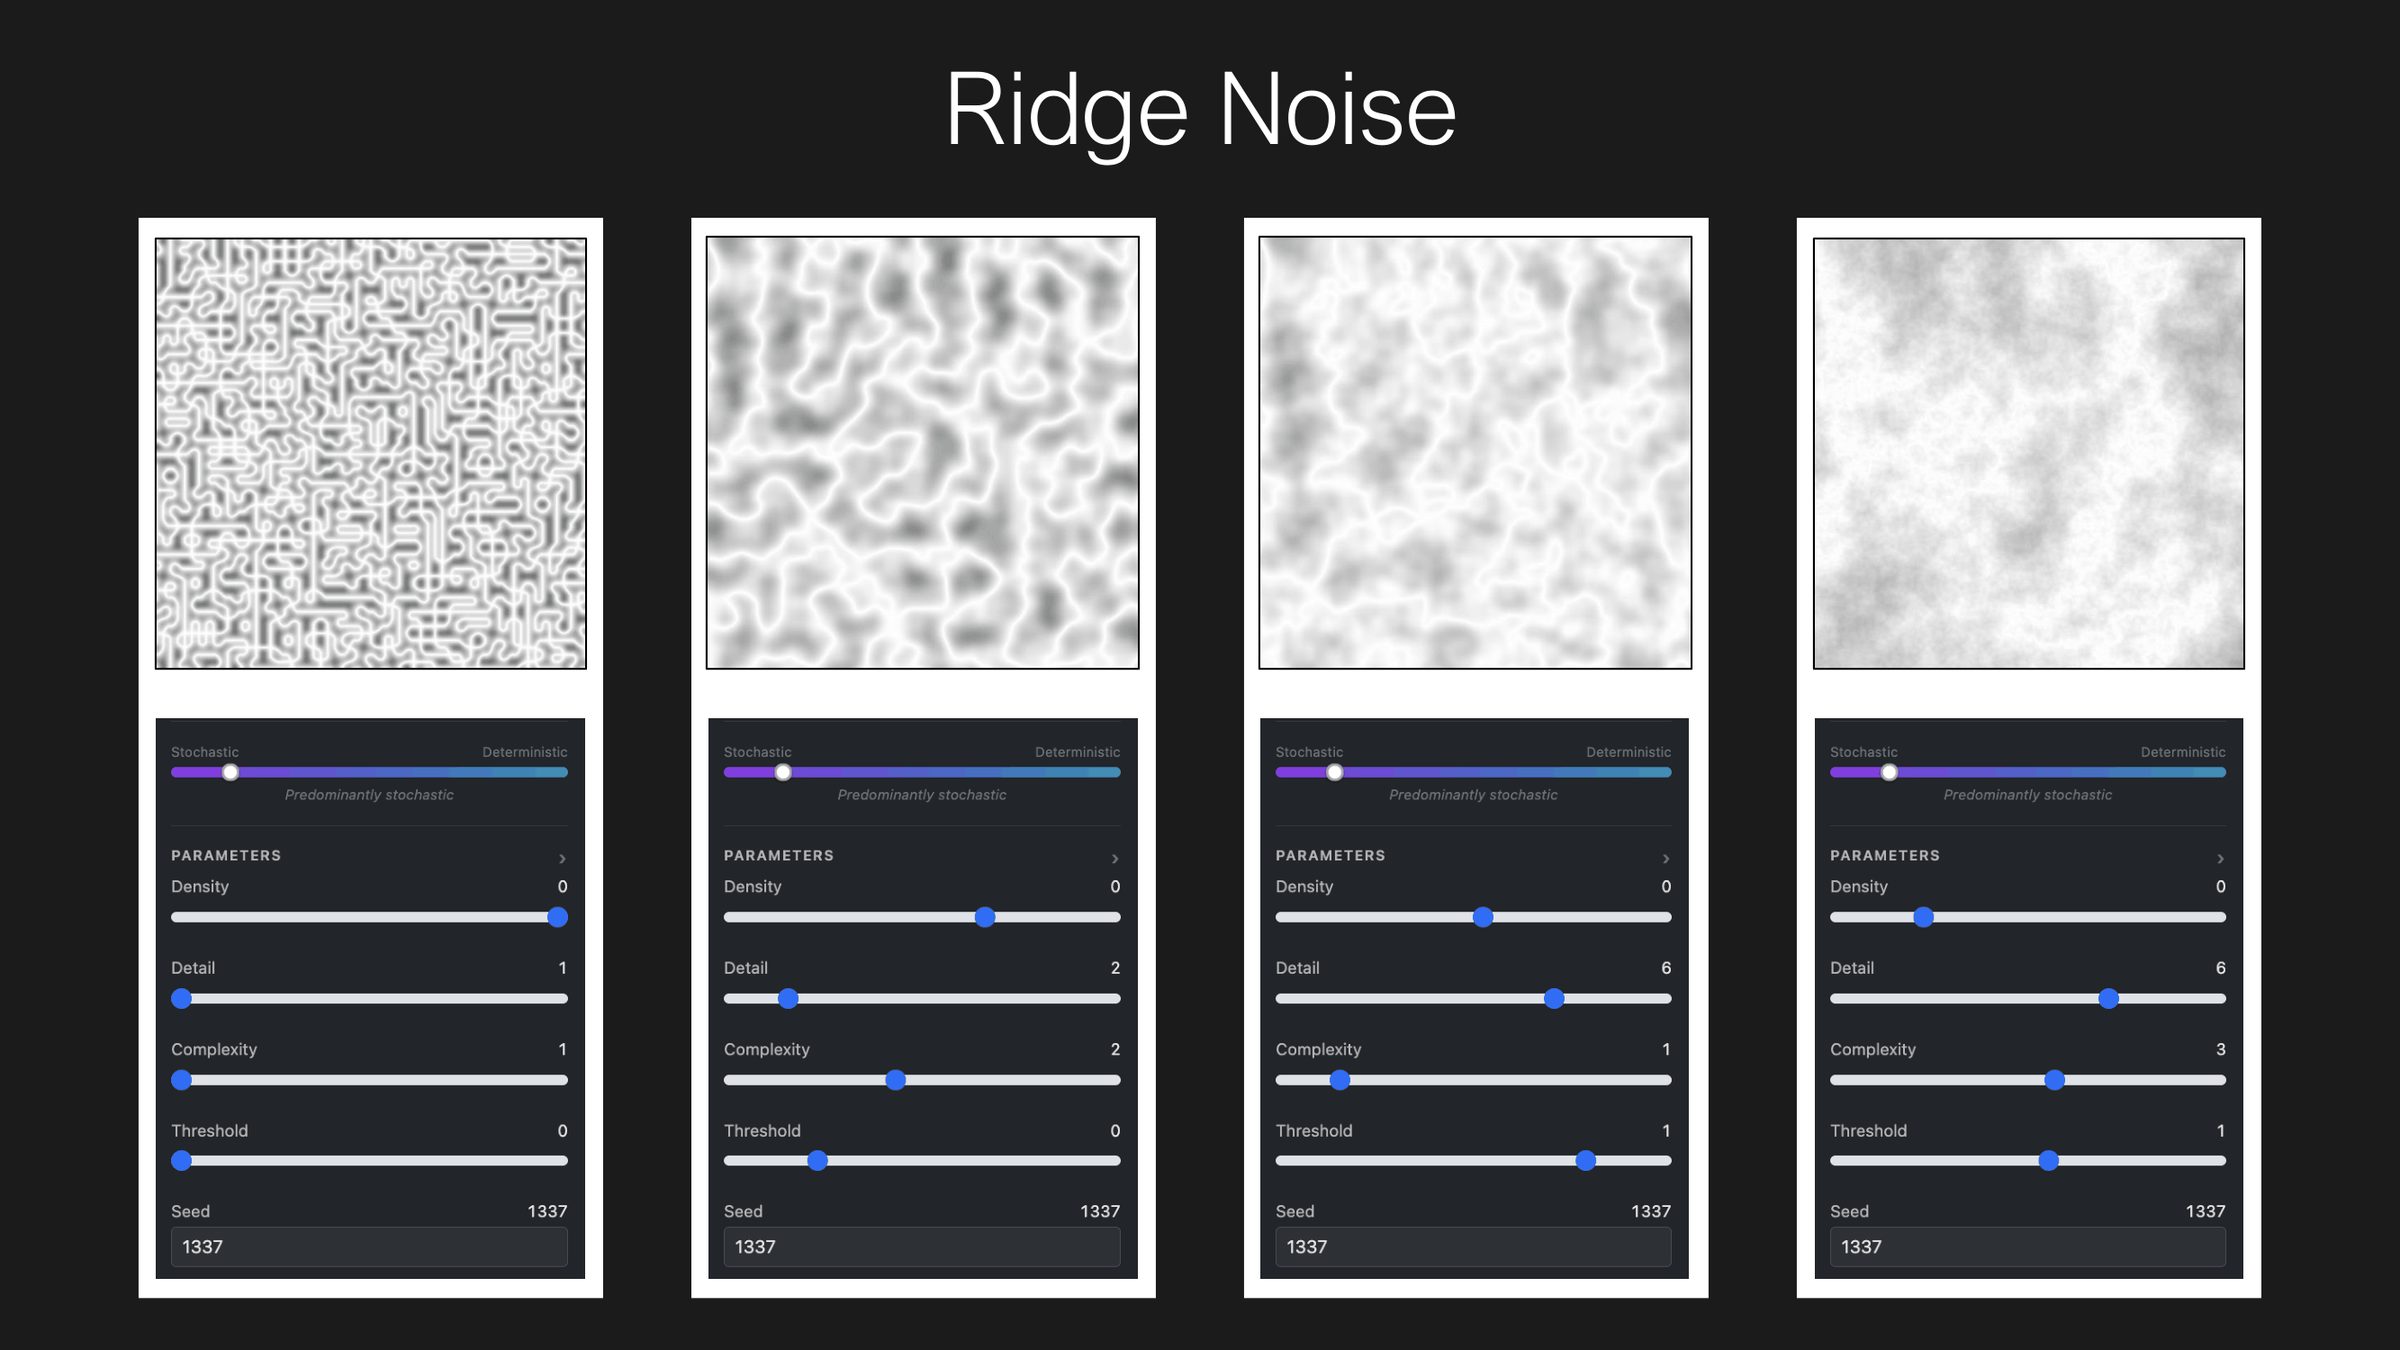 Ridge Noise
Stochastic Deterministic
Predominantly stochastic
PARAMETERS ›
Density 0
Detail 1
Complexity 1
Threshold 0
Seed 1337
1337
Stochastic Deterministic
Predominantly stochastic
PARAMETERS ›
Density 0
Detail 2
Complexity 2
Threshold 0
Seed 1337
1337
Stochastic Deterministic
Predominantly stochastic
PARAMETERS ›
Density 0
Detail 6
Complexity 1
Threshold 1
Seed 1337
1337
Stochastic Deterministic
Predominantly stochastic
PARAMETERS ›
Density 0
Detail 6
Complexity 3
Threshold 1
Seed 1337
1337